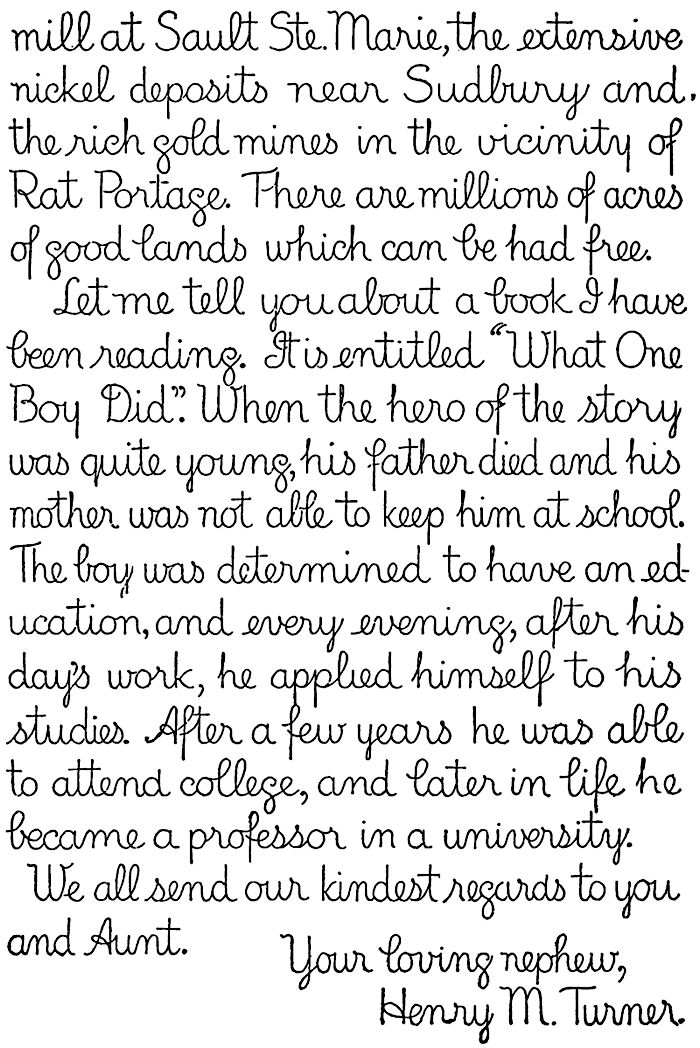 mill at Sault Ste. Marie, the extensive
nickel deposits near Sudbury and
the rich gold mines in the vicinity of
Rat Portage. There are millions of acres
of good lands which can be had free.
Let me tell you about a book I have
been reading. It is entitled “What One
Boy Did”. When the hero of the story
was quite young, his father died and his
mother was not able to keep him at school.
The boy was determined to have an ed-
ucation, and every evening, after his
day's work, he applied himself to his
studies. After a few years he was able
to attend college, and later in life he
became a professor in a university.
We all send our kindest regards to you
and Aunt.
Your loving nephew,
Henry M. Turner.